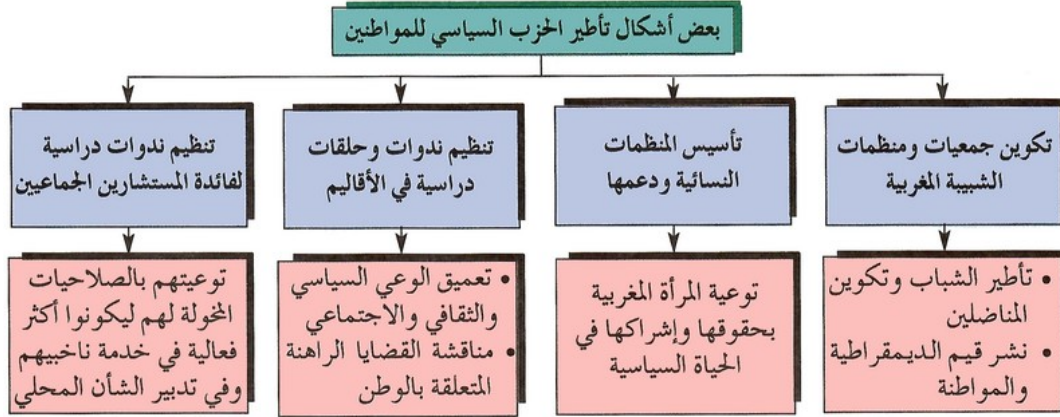 بعض أشكال تأطير الحزب السياسي للمواطنين
تكوين جمعيات ومنظمات
الشبيبة المغربية
تأسيس المنظمات
النسائية ودعمها
تنظيم ندوات وحلقات
دراسية في الأقاليم
تنظيم ندوات دراسية
لفائدة المستشارين الجماعيين
• تأطير الشباب وتكوين
المناضلين
• نشر قيم الديمقراطية
والمواطنة
توعية المرأة المغربية
بحقوقها وإشراكها في
الحياة السياسية
• تعميق الوعي السياسي
والثقافي والاجتماعي
• مناقشة القضايا الراهنة
المتعلقة بالوطن
توعيتهم بالصلاحيات
المخولة لهم ليكونوا أكثر
فعالية في خدمة ناخبيهم
وفي تدبير الشأن المحلي